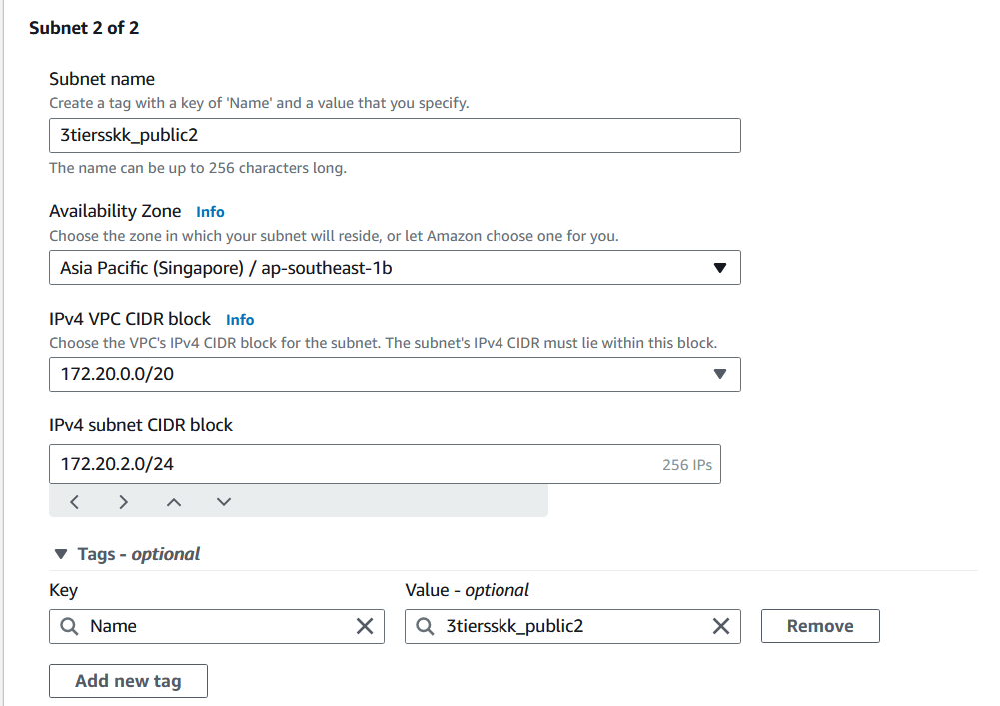 Subnet 2 of 2
Subnet name
Create a tag with a key of 'Name' and a value that you specify.
3tiersskk_public2
The name can be up to 256 characters long.
Availability Zone Info
Choose the zone in which your subnet will reside, or let Amazon choose one for you.
Asia Pacific (Singapore) / ap-southeast-1b
IPv4 VPC CIDR block Info
Choose the VPC's IPv4 CIDR block for the subnet. The subnet's IPv4 CIDR must lie within this block.
172.20.0.0/20
IPv4 subnet CIDR block
172.20.2.0/24 256 IPs
Tags - optional
Key Value - optional
Name 3tiersskk_public2 Remove
Add new tag